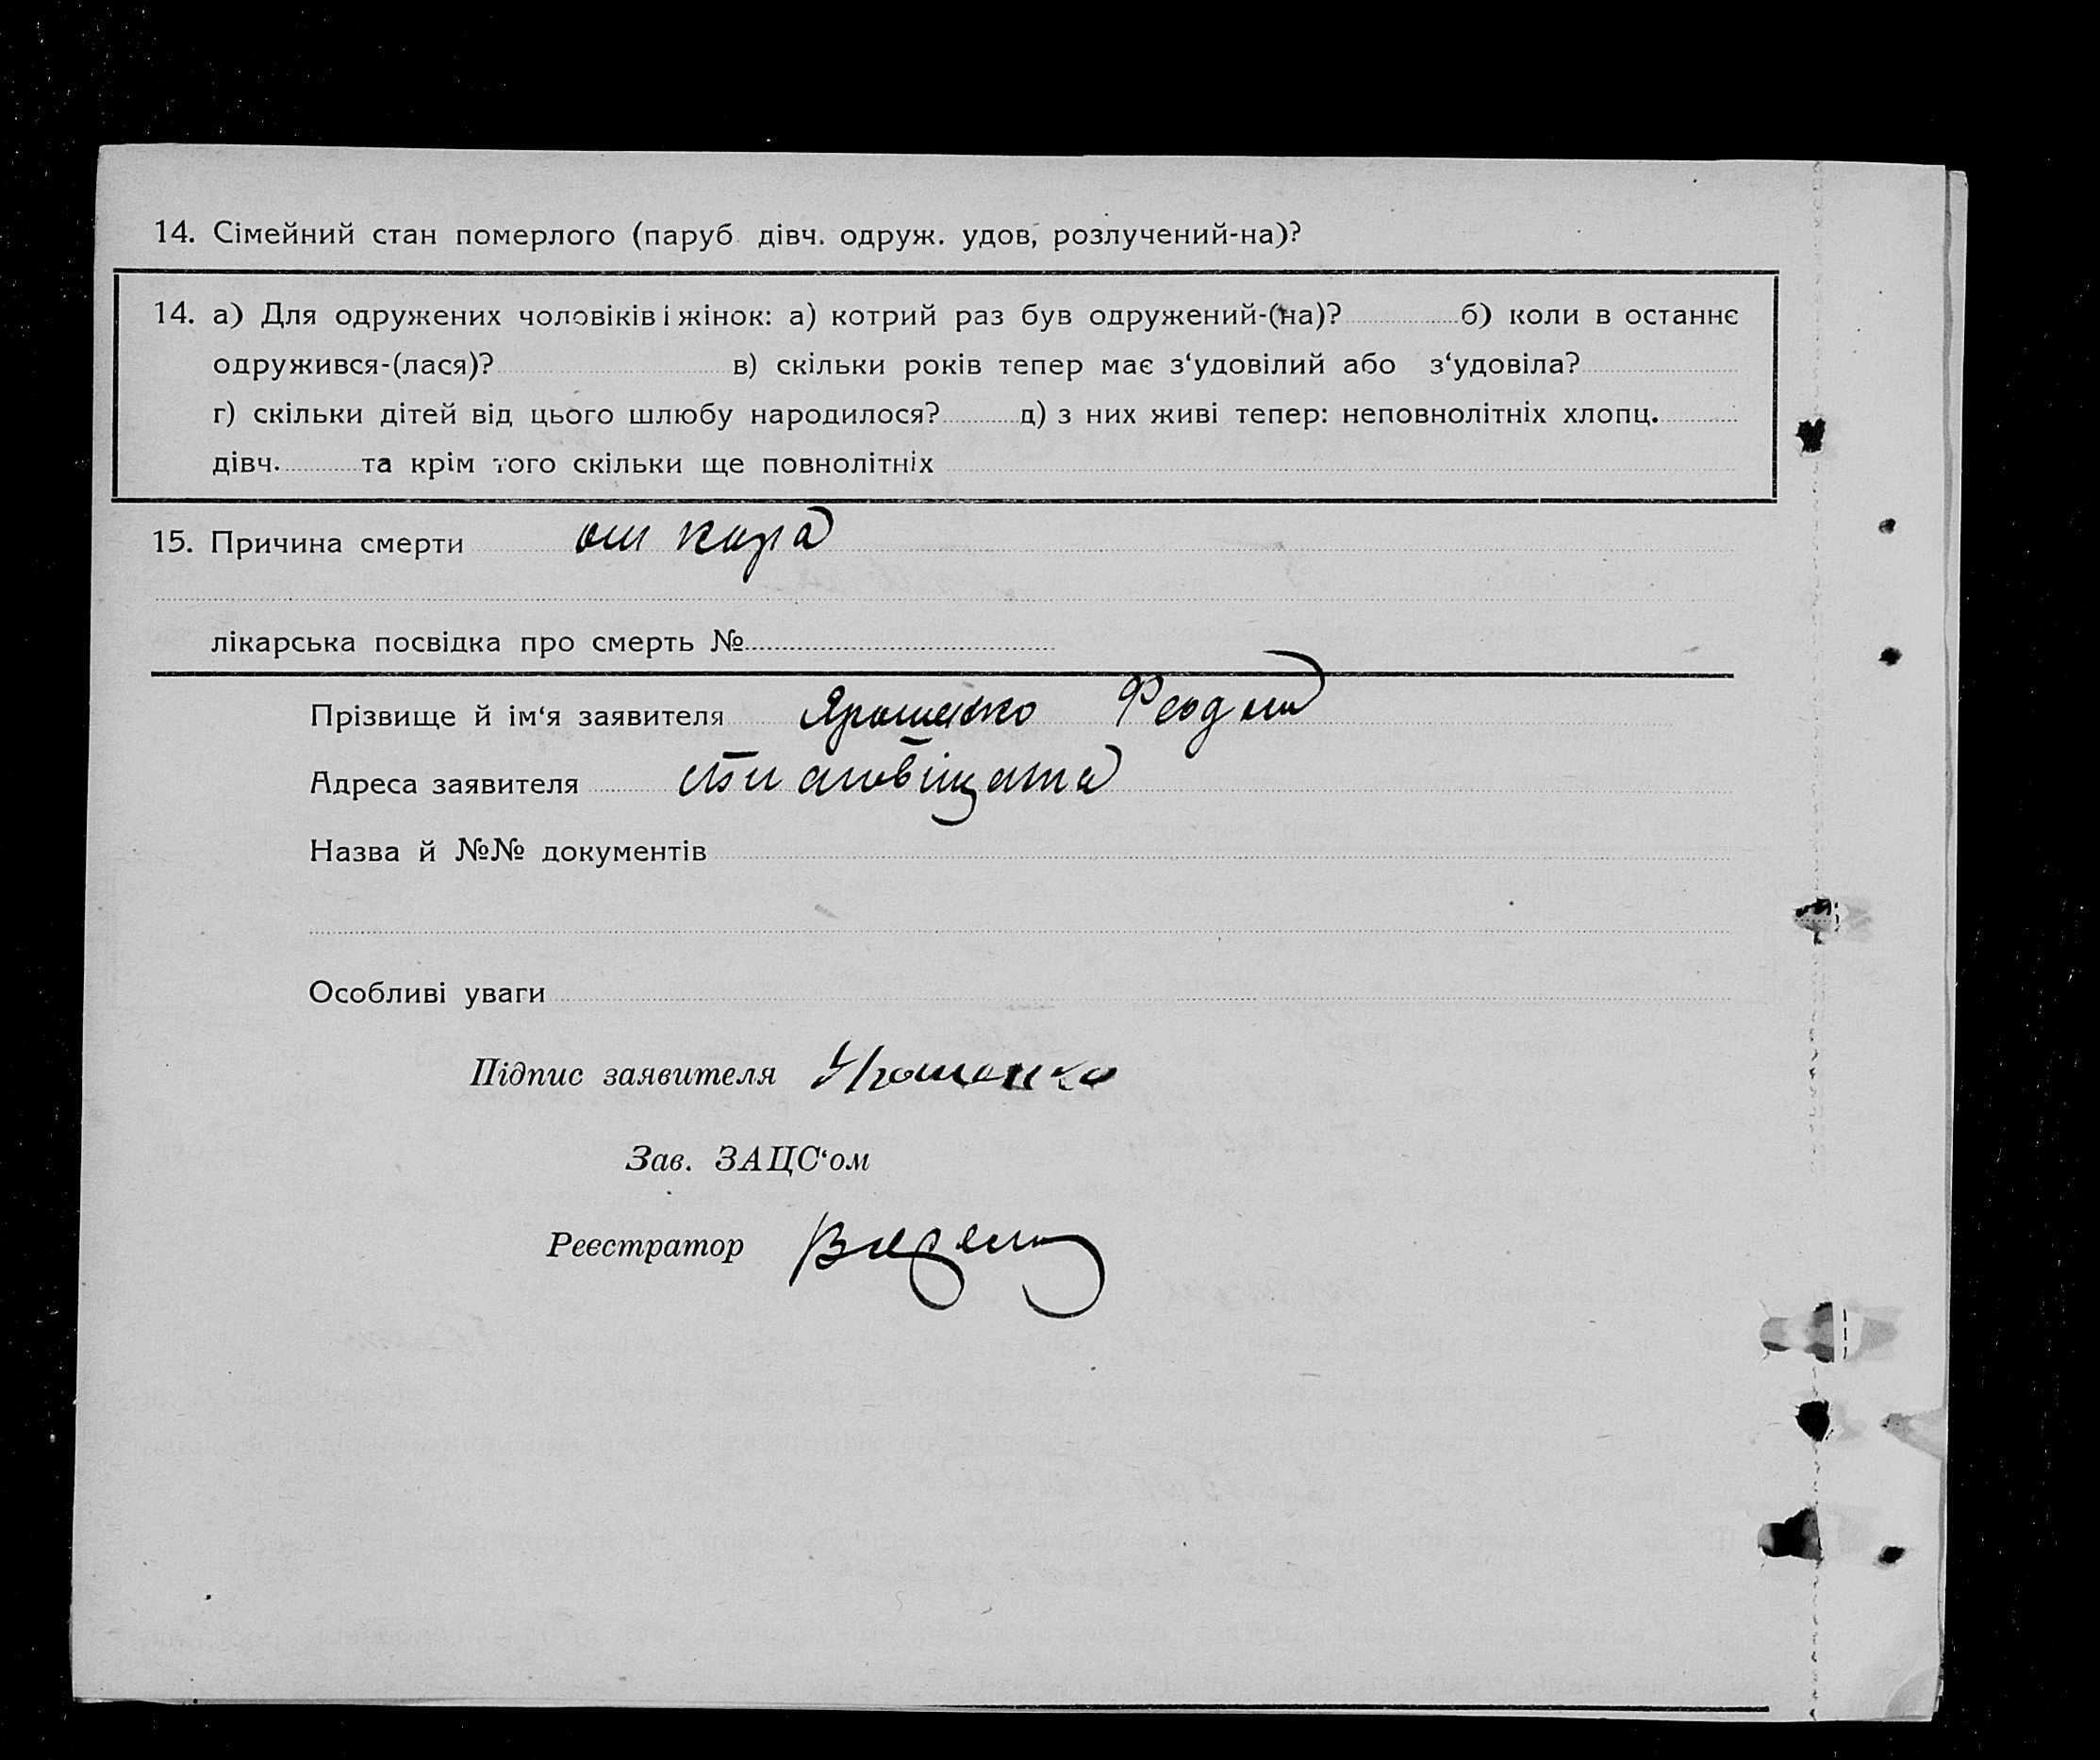 14. Сімейний стан померлого (паруб дівч. одруж. удов, розлучений-на)?
14. а) Для одружених чоловіків і жінок: а) котрий раз був одружений-(на)? б) коли в останнє
одружився-(лася)? в) скільки років тепер має з‘удовілий або з‘удовіла?
г) скільки дітей від цього шлюбу народилося? д) з них живі тепер: неповнолітніх хлопц.
дівч. та крім того скільки ще повнолітніх
15. Причина смерти от кора
лікарська посвідка про смерть №
Прізвище й ім‘я заявителя Ярошенко Феодот
Адреса заявителя
Назва й №№ документів
Особливі уваги
Підпис заявителя Ярошенко
Зав. ЗАЦС‘ом
Реєстратор